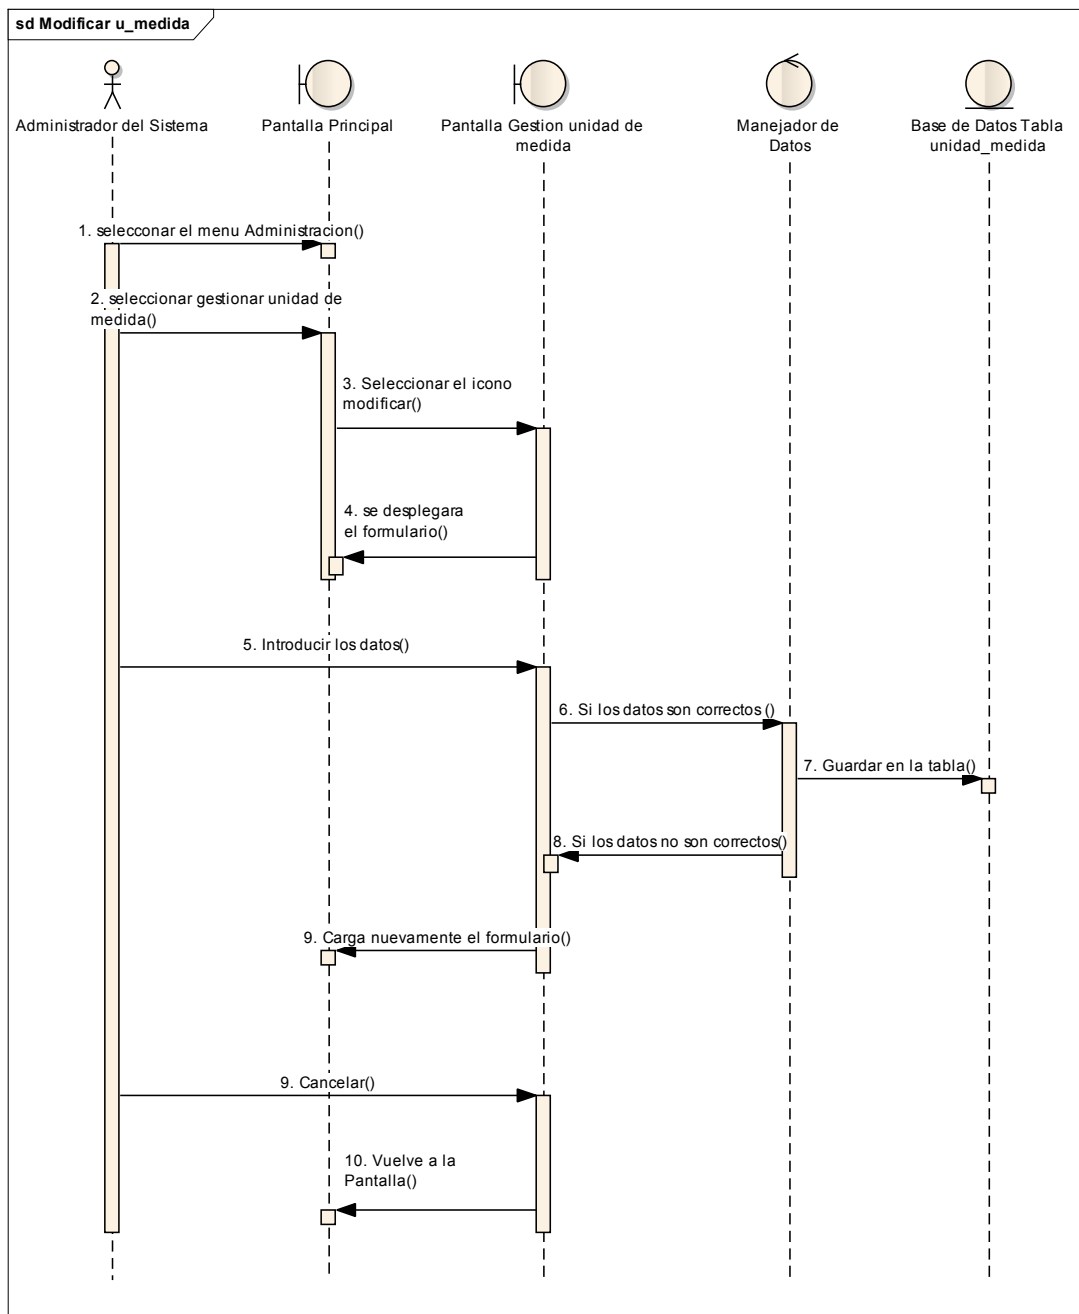 sd Modificar u_medida
Administrador del Sistema
Pantalla Principal
Pantalla Gestion unidad de
medida
Manejador de
Datos
Base de Datos Tabla
unidad_medida
1. selecconar el menu Administracion()
2. seleccionar gestionar unidad de
medida()
3. Seleccionar el icono
modificar()
4. se desplegara
el formulario()
5. Introducir los datos()
6. Si los datos son correctos ()
7. Guardar en la tabla()
8. Si los datos no son correctos()
9. Carga nuevamente el formulario()
9. Cancelar()
10. Vuelve a la
Pantalla()